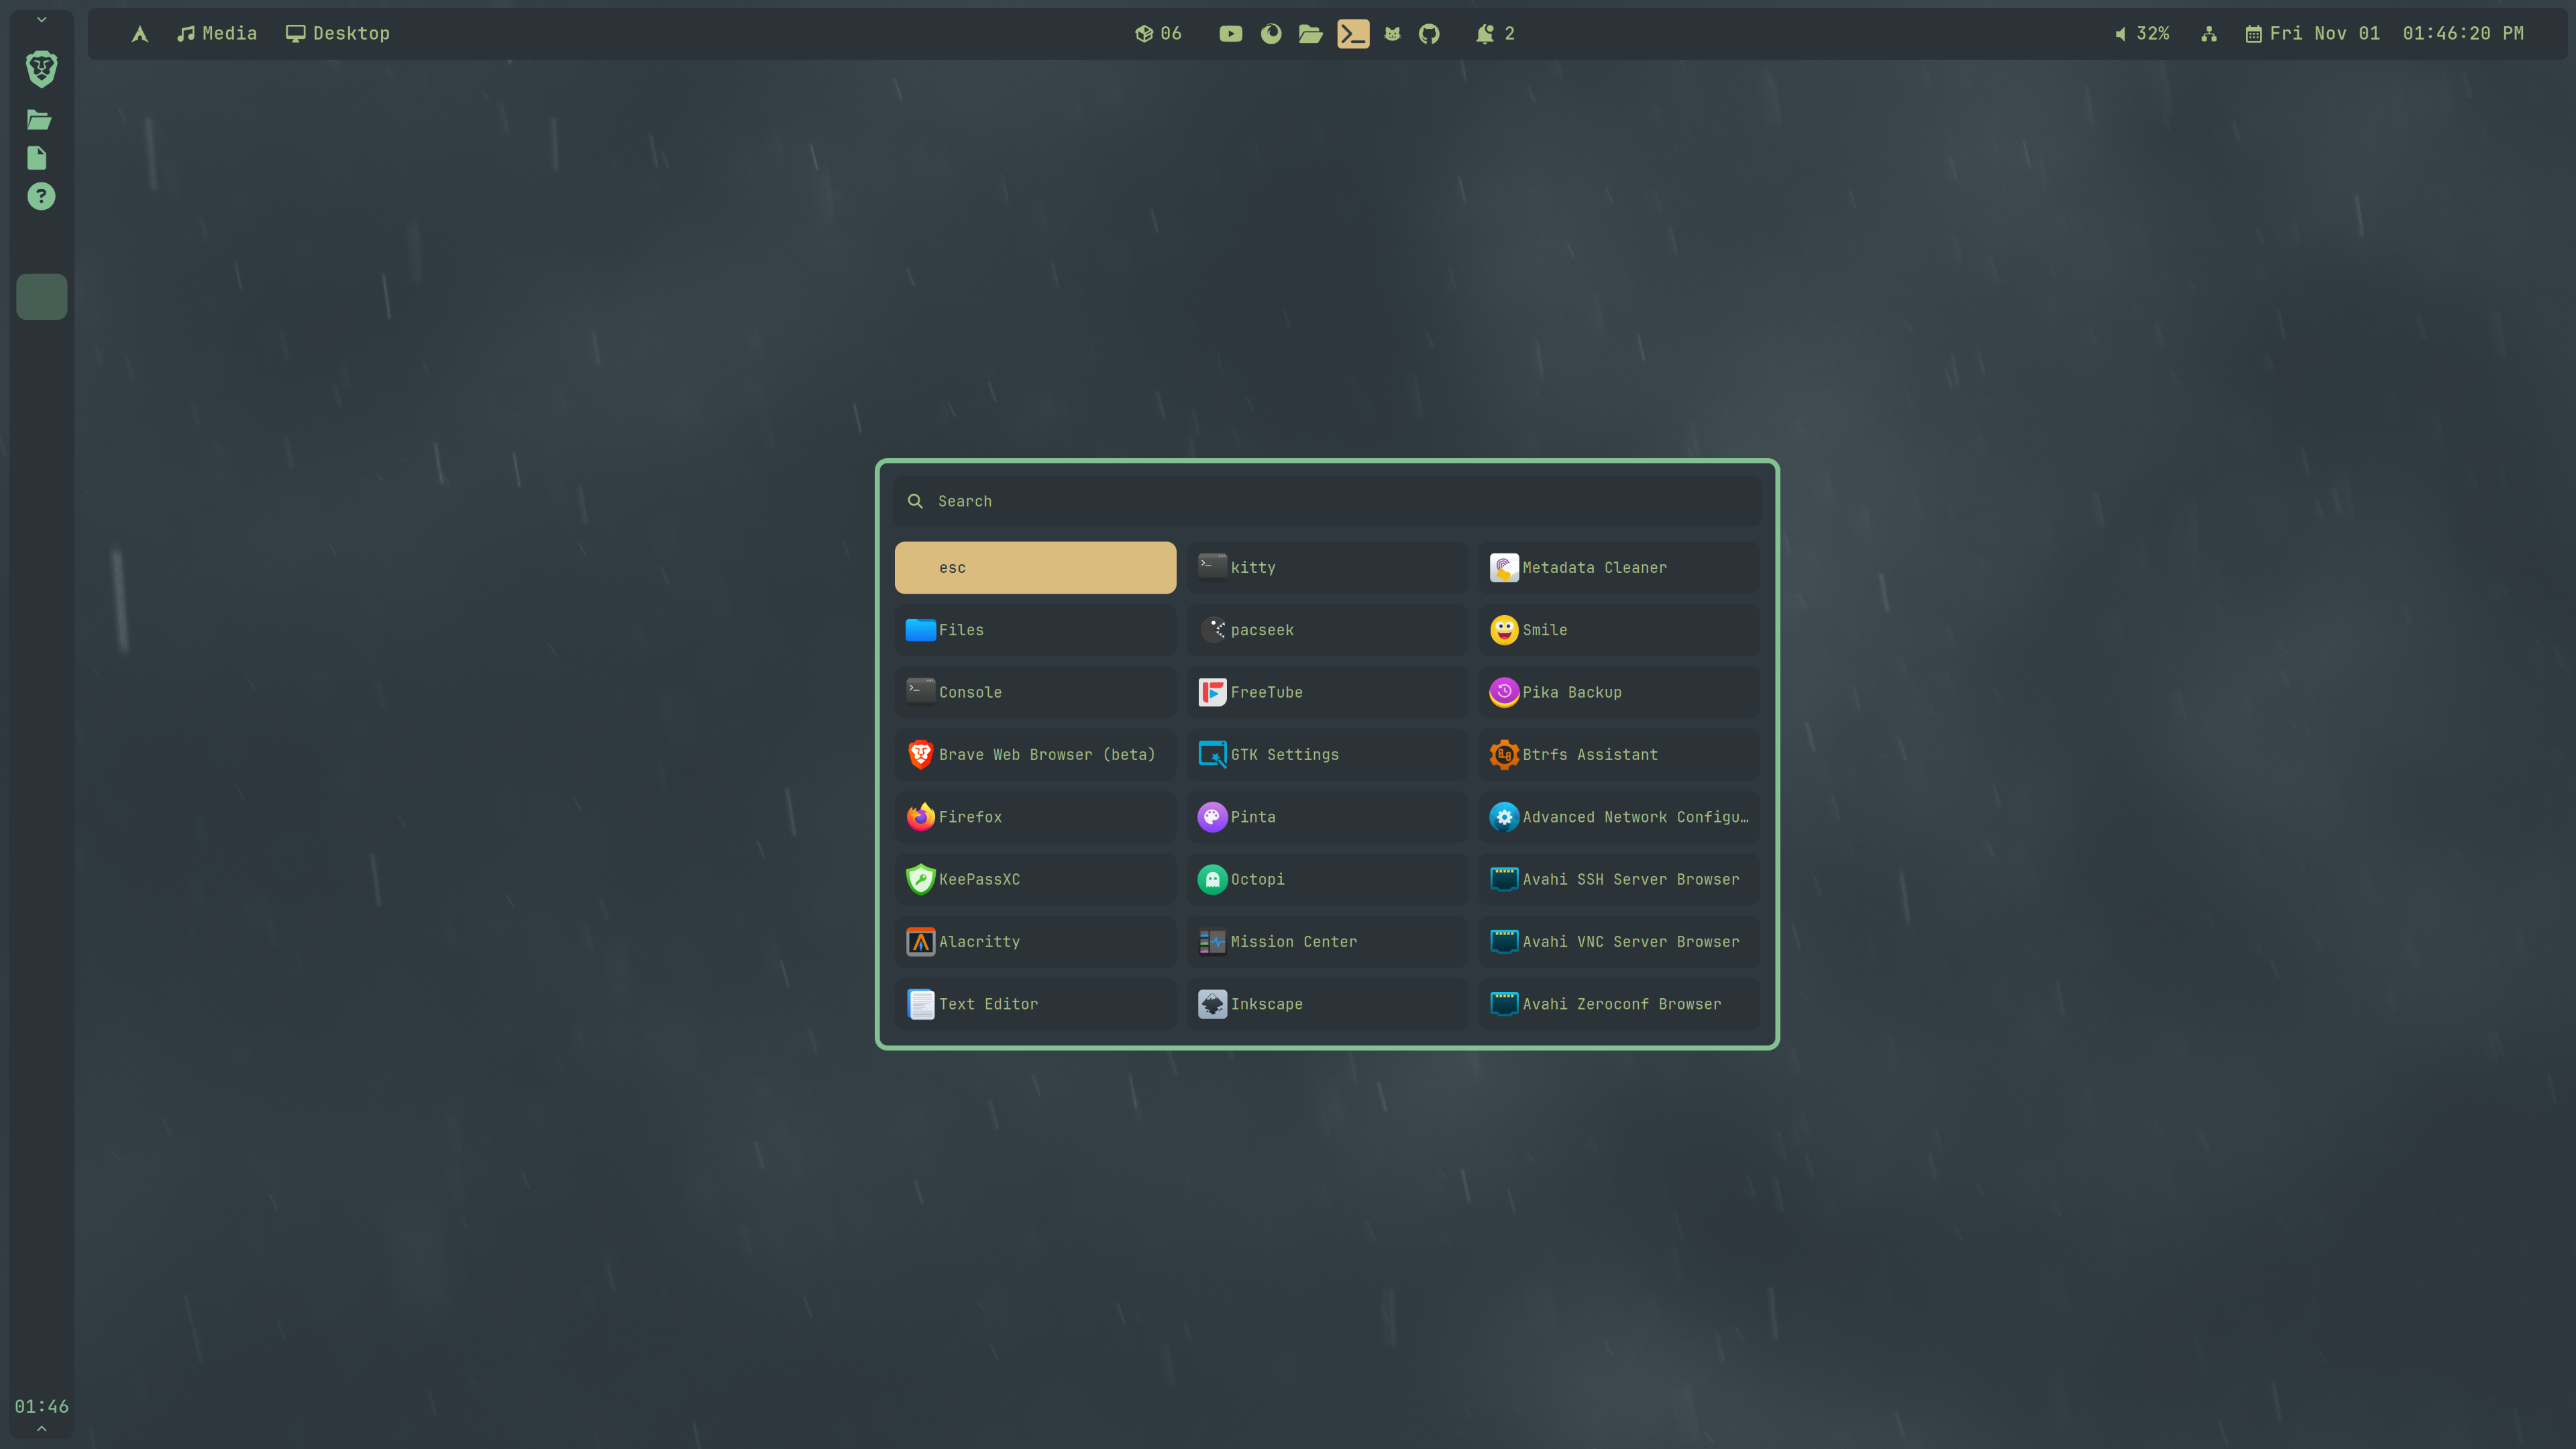 Media
Desktop
06
2
32%
Fri Nov 01
01:46:20 PM
Search
esc
kitty
Metadata Cleaner
Files
pacseek
Smile
Console
FreeTube
Pika Backup
Brave Web Browser (beta)
GTK Settings
Btrfs Assistant
Firefox
Pinta
Advanced Network Configu…
KeePassXC
Octopi
Avahi SSH Server Browser
Alacritty
Mission Center
Avahi VNC Server Browser
Text Editor
Inkscape
Avahi Zeroconf Browser
01:46